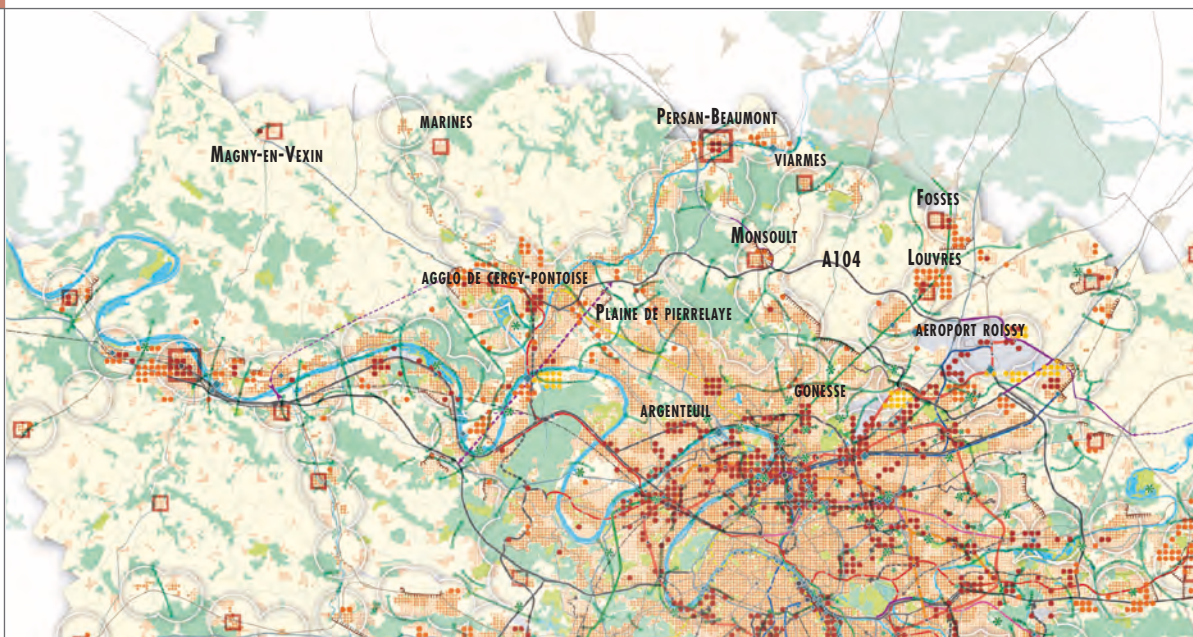 MARINES
PERSAN-BEAUMONT
MAGNY-EN-VEXIN
VIARMES
FOSSES
MONSOULT
A104
LOUVRES
AGGLO DE CERGY-PONTOISE
PLAINE DE PIERRELAYE
AEROPORT ROISSY
GONESSE
ARGENTEUIL